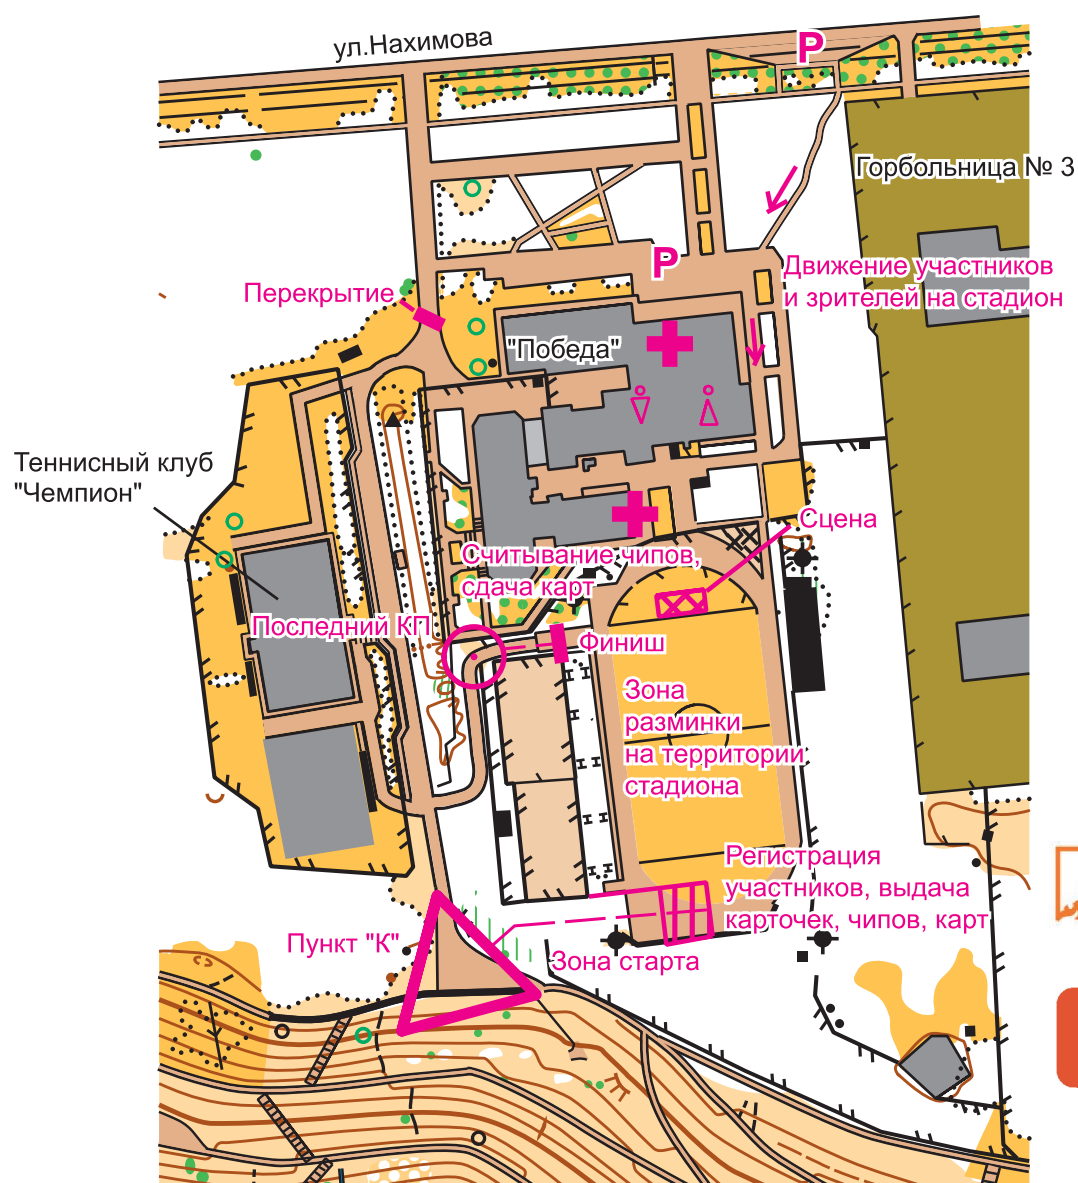 ул.Нахимова
P
Горбольница № 3
P
Движение участников
и зрителей на стадион
Перекрытие
"Победа"
Теннисный клуб
"Чемпион"
Сцена
Считывание чипов,
сдача карт
Последний КП
Финиш
Зона
разминки
на территории
стадиона
Регистрация
участников, выдача
карточек, чипов, карт
Пункт "К"
Зона старта